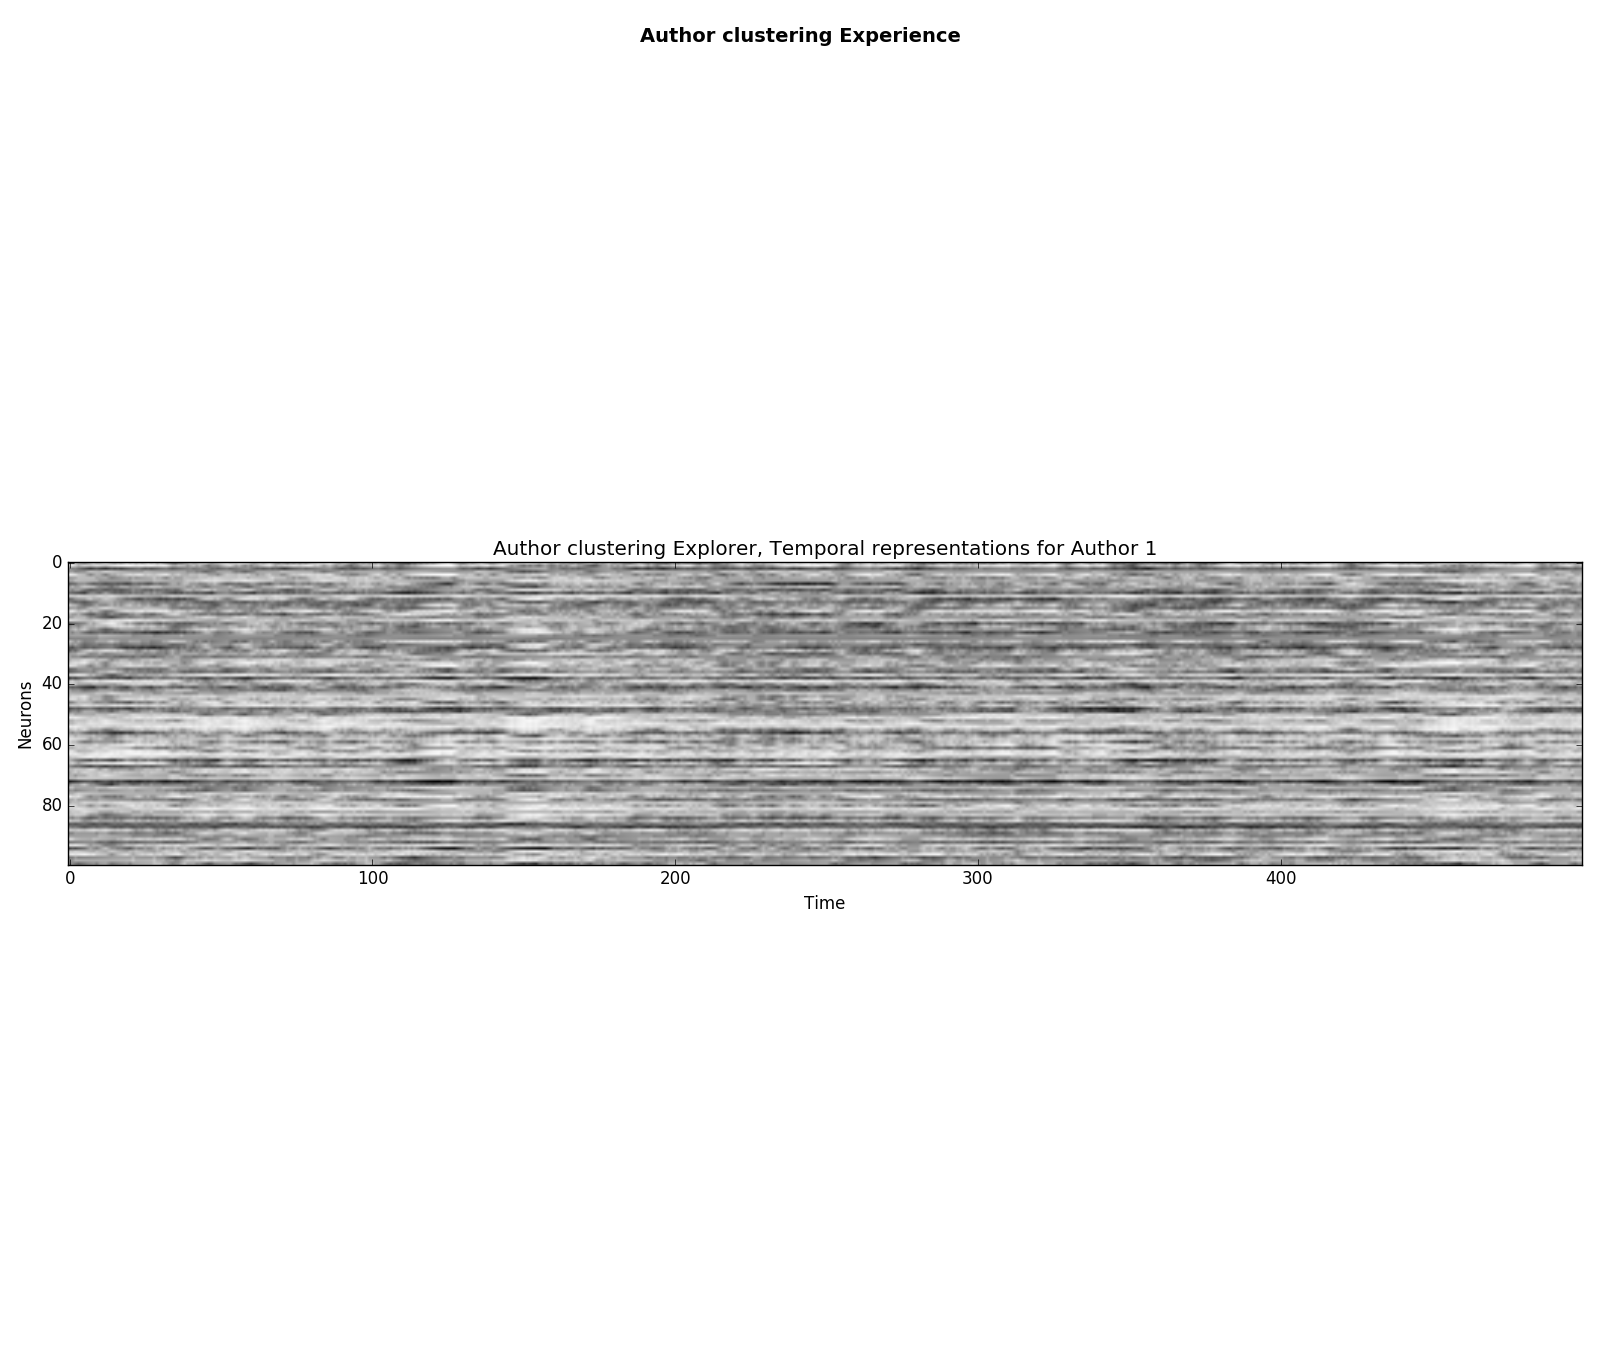 Author clustering Experience
Author clustering Explorer, Temporal representations for Author 1
Neurons
0
20
40
60
80
0 100 200 300 400
Time